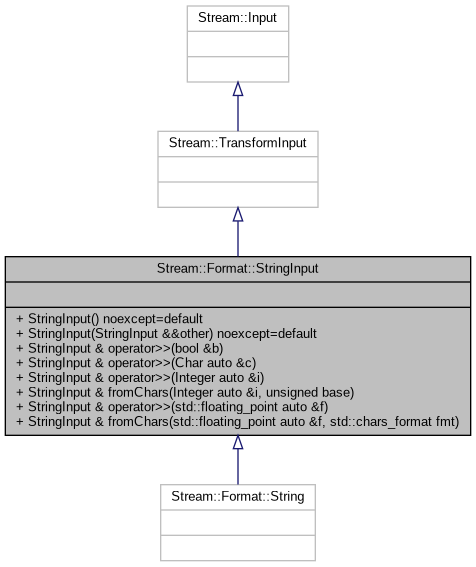 Stream::Input
Stream::TransformInput
Stream::Format::StringInput
+ StringInput() noexcept=default
+ StringInput(StringInput &&other) noexcept=default
+ StringInput & operator>>(bool &b)
+ StringInput & operator>>(Char auto &c)
+ StringInput & operator>>(Integer auto &i)
+ StringInput & fromChars(Integer auto &i, unsigned base)
+ StringInput & operator>>(std::floating_point auto &f)
+ StringInput & fromChars(std::floating_point auto &f, std::chars_format fmt)
Stream::Format::String